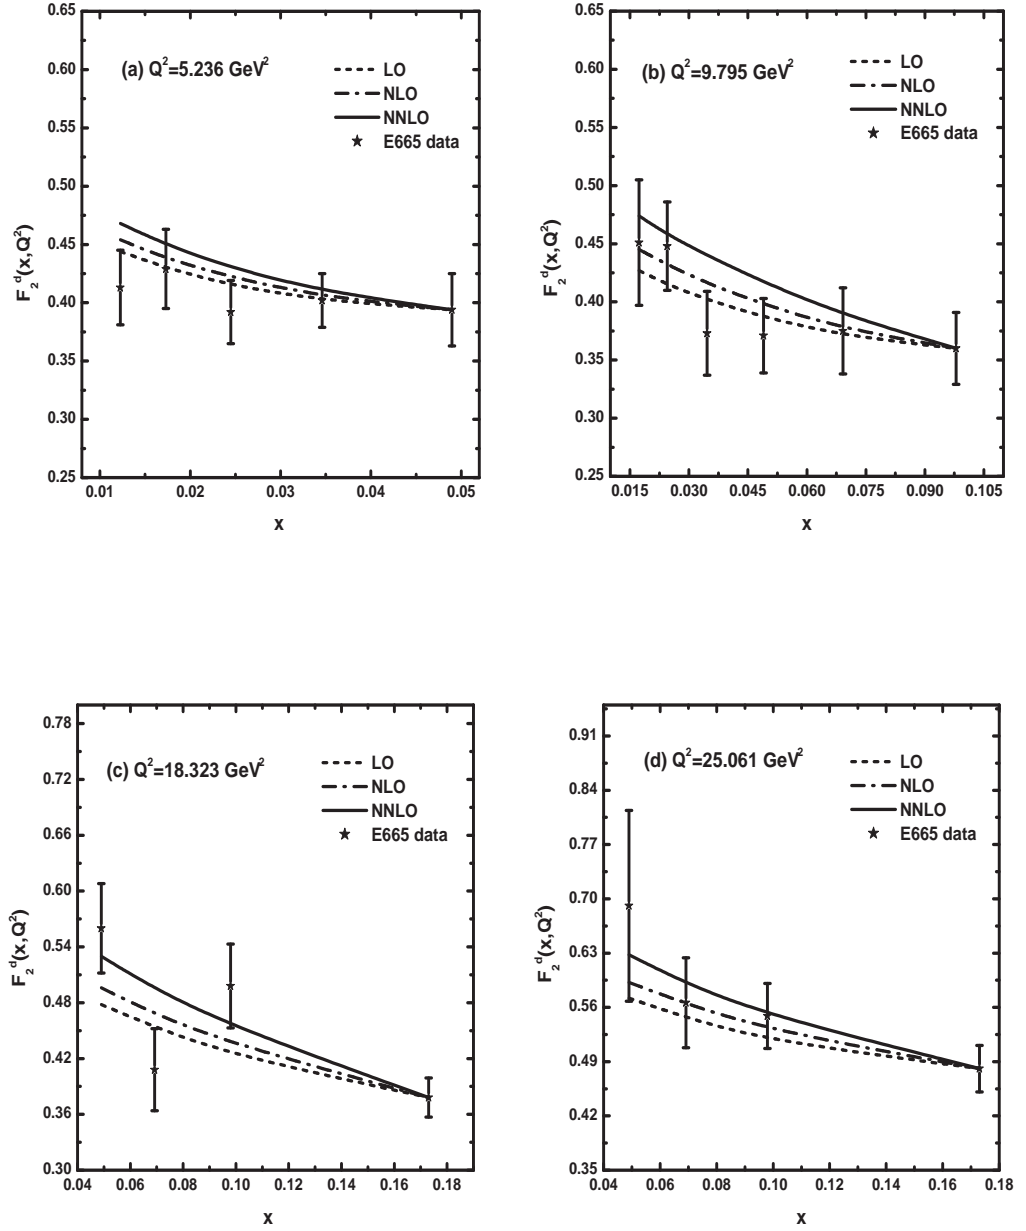 (a) Q²=5.236 GeV²
LO
NLO
NNLO
E665 data
0.65
0.60
0.55
0.50
0.45
0.40
0.35
0.30
0.25
F₂ᵈ(x,Q²)
0.01 0.02 0.03 0.04 0.05
x
(b) Q²=9.795 GeV²
LO
NLO
NNLO
E665 data
0.65
0.60
0.55
0.50
0.45
0.40
0.35
0.30
0.25
F₂ᵈ(x,Q²)
0.015 0.030 0.045 0.060 0.075 0.090 0.105
x
(c) Q²=18.323 GeV²
LO
NLO
NNLO
E665 data
0.78
0.72
0.66
0.60
0.54
0.48
0.42
0.36
0.30
F₂ᵈ(x,Q²)
0.04 0.06 0.08 0.10 0.12 0.14 0.16 0.18
x
(d) Q²=25.061 GeV²
LO
NLO
NNLO
E665 data
0.91
0.84
0.77
0.70
0.63
0.56
0.49
0.42
0.35
F₂ᵈ(x,Q²)
0.04 0.06 0.08 0.10 0.12 0.14 0.16 0.18
x